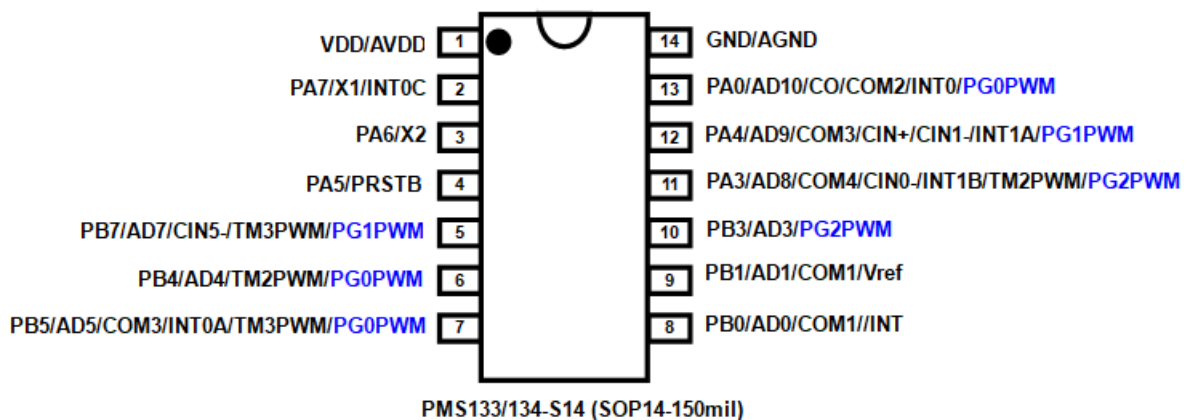 VDD/AVDD 1 14 GND/AGND
PA7/X1/INT0C 2 13 PA0/AD10/CO/COM2/INT0/PG0PWM
PA6/X2 3 12 PA4/AD9/COM3/CIN+/CIN1-/INT1A/PG1PWM
PA5/PRSTB 4 11 PA3/AD8/COM4/CIN0-/INT1B/TM2PWM/PG2PWM
PB7/AD7/CIN5-/TM3PWM/PG1PWM 5 10 PB3/AD3/PG2PWM
PB4/AD4/TM2PWM/PG0PWM 6 9 PB1/AD1/COM1/Vref
PB5/AD5/COM3/INT0A/TM3PWM/PG0PWM 7 8 PB0/AD0/COM1//INT
PMS133/134-S14 (SOP14-150mil)